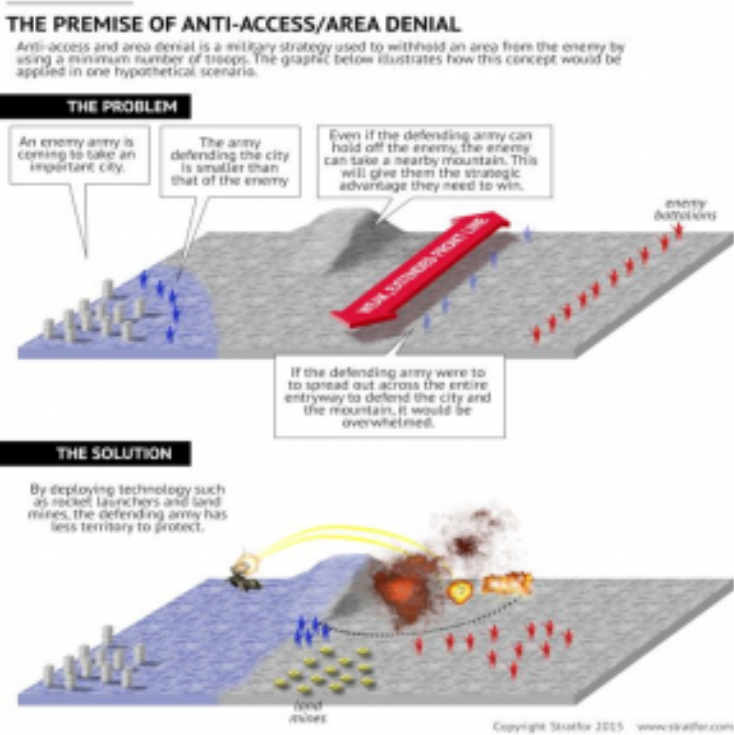 THE PREMISE OF ANTI-ACCESS/AREA DENIAL
Anti-access and area denial is a military strategy used to withhold an area from the enemy by
using a minimum number of troops. The graphic below illustrates how this concept would be
applied in one hypothetical scenario.
THE PROBLEM
An enemy army is
coming to take an
important city.
The army
defending the city
is smaller than
that of the enemy
Even if the defending army can
hold off the enemy, the enemy
can take a nearby mountain. This
will give them the strategic
advantage they need to win.
enemy
battalions
WEAK, EXTENDED FRONT LINE
If the defending army were to
to spread out across the entire
entryway to defend the city and
the mountain, it would be
overwhelmed.
THE SOLUTION
By deploying technology such
as rocket launchers and land
mines, the defending army has
less territory to protect.
land
mines
Copyright Stratfor 2015 www.stratfor.com